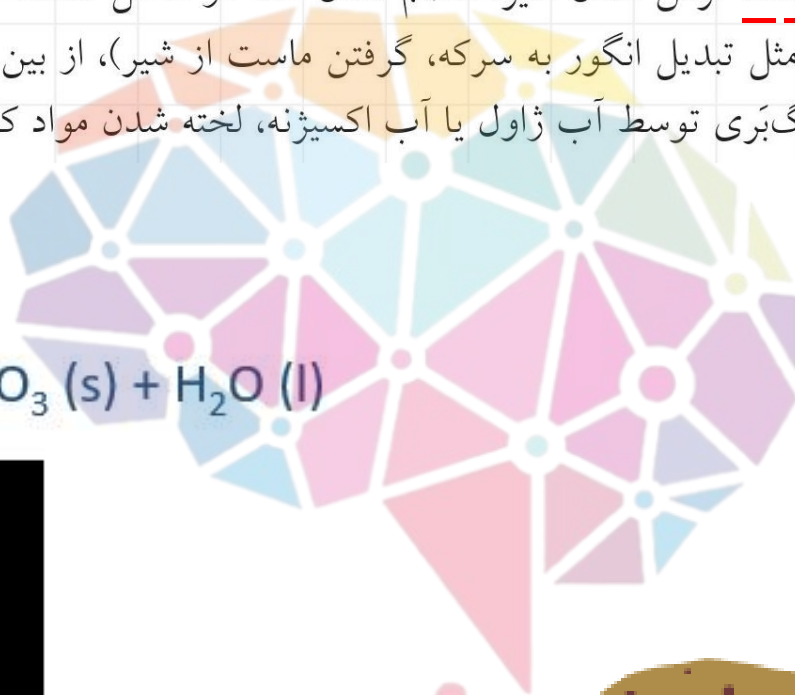 مثل تبدیل انگور به سرکه، گرفتن ماست از شیر)، از بین
توسط آب ژاول یا آب اکسیژنه، لخته شدن مواد
O₃ (s) + H₂O (l)